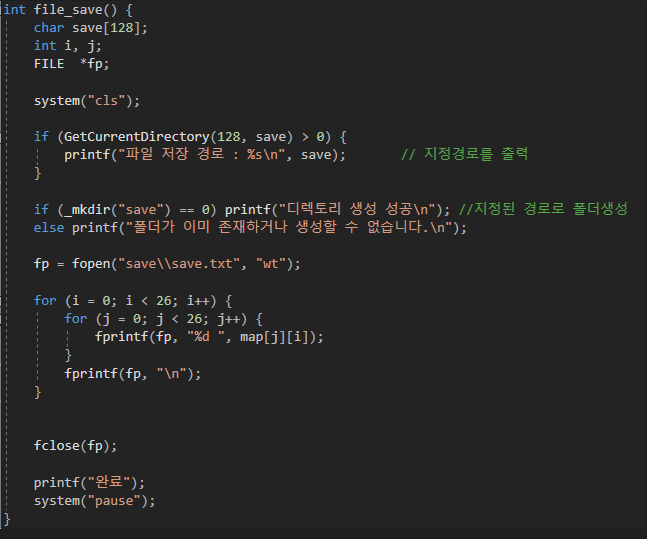 int file_save() {
char save[128];
int i, j;
FILE  *fp;
system("cls");
if (GetCurrentDirectory(128, save) > 0) {
printf("파일 저장 경로 : %s\n", save);       // 지정경로를 출력
}
if (_mkdir("save") == 0) printf("디렉토리 생성 성공\n"); //지정된 경로로 폴더생성
else printf("폴더가 이미 존재하거나 생성할 수 없습니다.\n");
fp = fopen("save\\save.txt", "wt");
for (i = 0; i < 26; i++) {
for (j = 0; j < 26; j++) {
fprintf(fp, "%d ", map[j][i]);
}
fprintf(fp, "\n");
}
fclose(fp);
printf("완료");
system("pause");
}